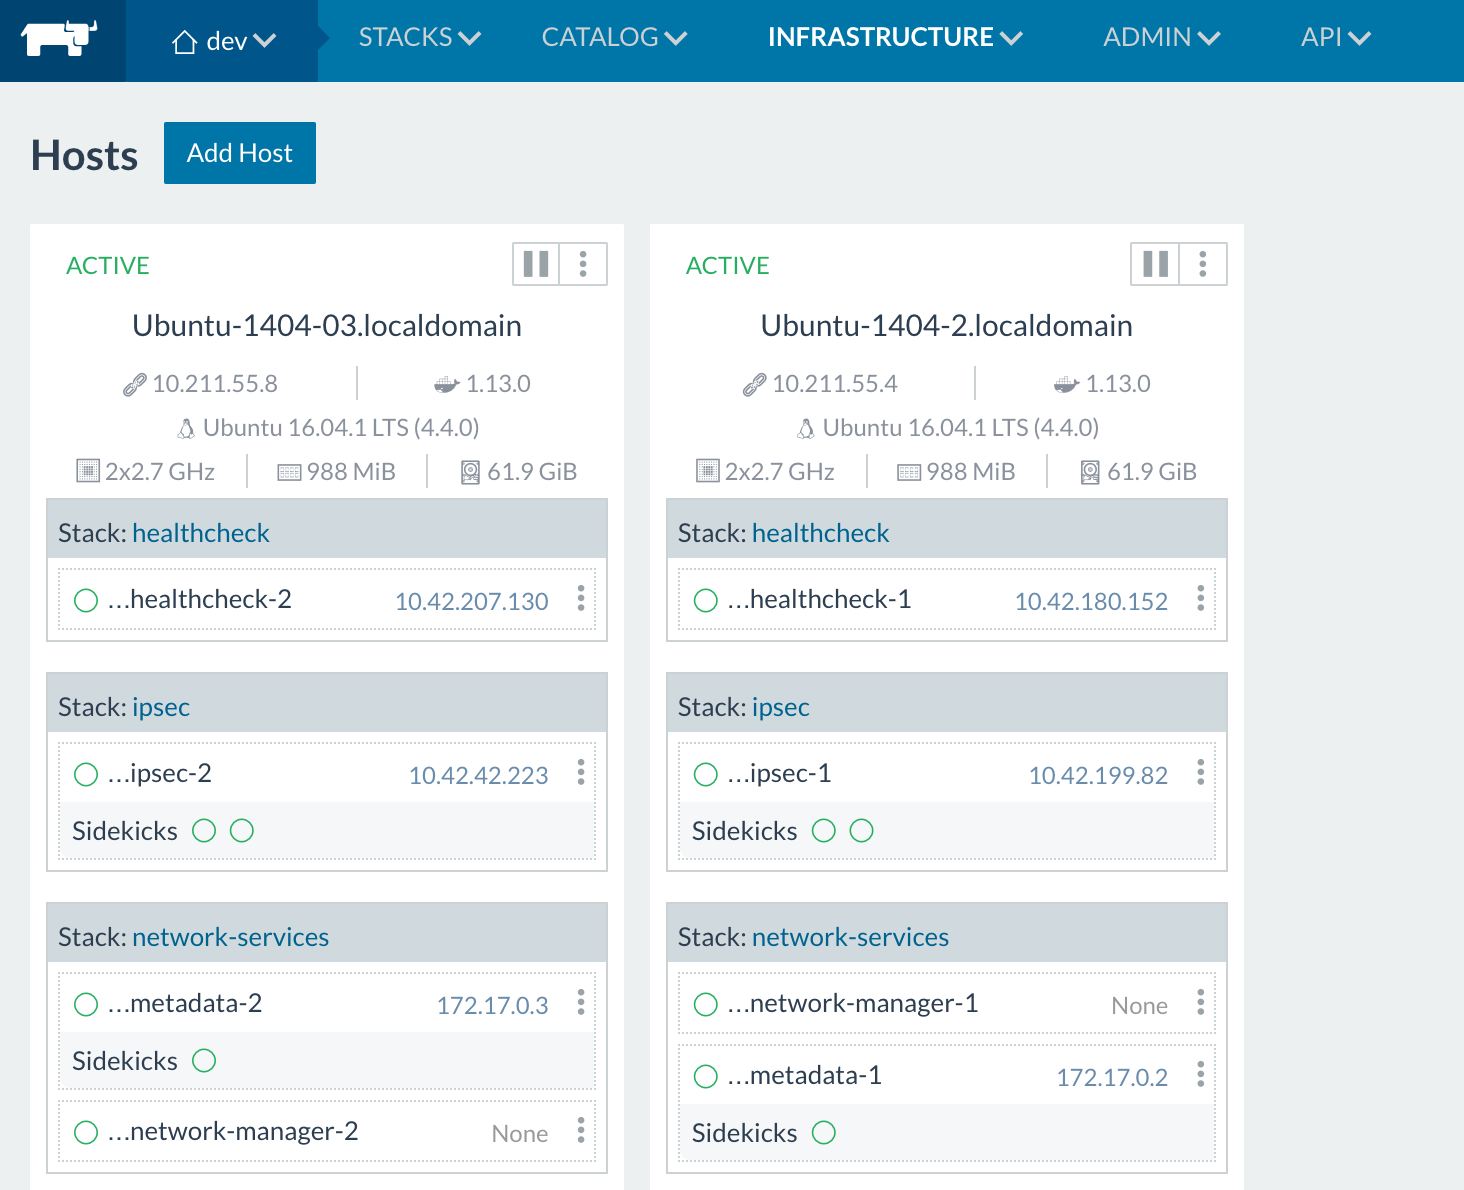 dev STACKS CATALOG INFRASTRUCTURE ADMIN API
Hosts Add Host
ACTIVE
Ubuntu-1404-03.localdomain
10.211.55.8 1.13.0
Ubuntu 16.04.1 LTS (4.4.0)
2x2.7 GHz 988 MiB 61.9 GiB
Stack: healthcheck
...healthcheck-2 10.42.207.130
Stack: ipsec
...ipsec-2 10.42.42.223
Sidekicks
Stack: network-services
...metadata-2 172.17.0.3
Sidekicks
...network-manager-2 None
ACTIVE
Ubuntu-1404-2.localdomain
10.211.55.4 1.13.0
Ubuntu 16.04.1 LTS (4.4.0)
2x2.7 GHz 988 MiB 61.9 GiB
Stack: healthcheck
...healthcheck-1 10.42.180.152
Stack: ipsec
...ipsec-1 10.42.199.82
Sidekicks
Stack: network-services
...network-manager-1 None
...metadata-1 172.17.0.2
Sidekicks